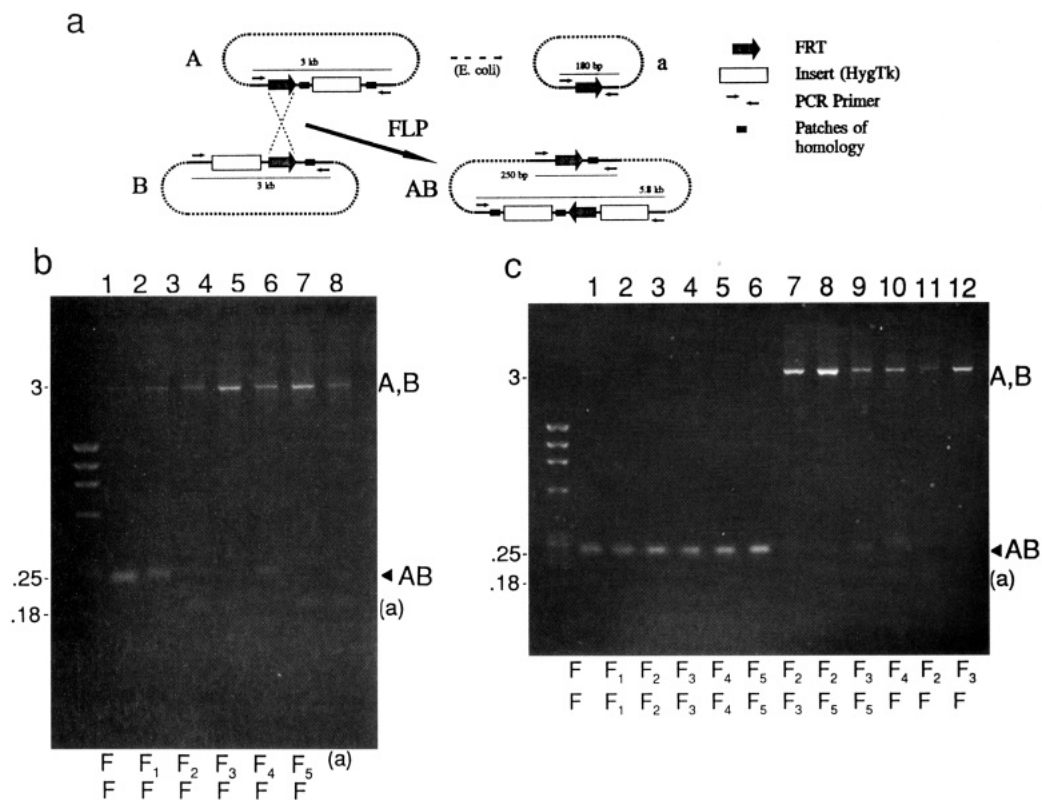 a
A
3 kb
(E. coli)
180 bp
a
FRT
Insert (HygTk)
PCR Primer
Patches of
homology
FLP
B
3 kb
AB
250 bp
5.8 kb
b
1 2 3 4 5 6 7 8
3-
A,B
.25-
AB
.18-
(a)
F F₁ F₂ F₃ F₄ F₅ (a)
F F F F F F
c
1 2 3 4 5 6 7 8 9 10 11 12
3-
A,B
.25-
AB
.18-
(a)
F F₁ F₂ F₃ F₄ F₅ F₂ F₂ F₃ F₄ F₂ F₃
F F₁ F₂ F₃ F₄ F₅ F₃ F₅ F₅ F F F